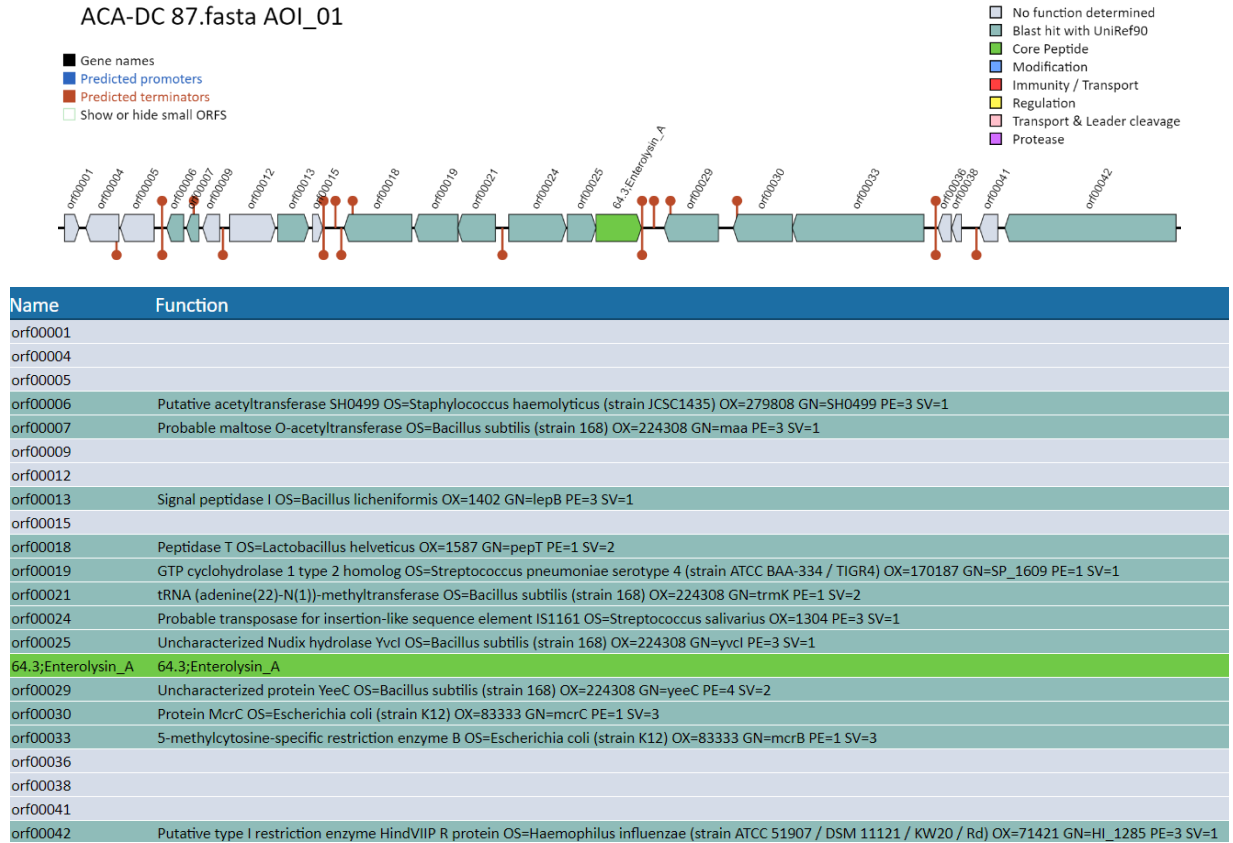 ACA-DC 87.fasta AOI_01
Gene names
Predicted promoters
Predicted terminators
Show or hide small ORFS
No function determined
Blast hit with UniRef90
Core Peptide
Modification
Immunity / Transport
Regulation
Transport & Leader cleavage
Protease
orf00001
orf00004
orf00005
orf00006
orf00007
orf00009
orf00012
orf00013
orf00015
orf00018
orf00019
orf00021
orf00024
orf00025
64.3;Enterolysin_A
orf00029
orf00030
orf00033
orf00036
orf00038
orf00041
orf00042
Name Function
orf00001
orf00004
orf00005
orf00006 Putative acetyltransferase SH0499 OS=Staphylococcus haemolyticus (strain JCSC1435) OX=279808 GN=SH0499 PE=3 SV=1
orf00007 Probable maltose O-acetyltransferase OS=Bacillus subtilis (strain 168) OX=224308 GN=maa PE=3 SV=1
orf00009
orf00012
orf00013 Signal peptidase I OS=Bacillus licheniformis OX=1402 GN=lepB PE=3 SV=1
orf00015
orf00018 Peptidase T OS=Lactobacillus helveticus OX=1587 GN=pepT PE=1 SV=2
orf00019 GTP cyclohydrolase 1 type 2 homolog OS=Streptococcus pneumoniae serotype 4 (strain ATCC BAA-334 / TIGR4) OX=170187 GN=SP_1609 PE=1 SV=1
orf00021 tRNA (adenine(22)-N(1))-methyltransferase OS=Bacillus subtilis (strain 168) OX=224308 GN=trmK PE=1 SV=2
orf00024 Probable transposase for insertion-like sequence element IS1161 OS=Streptococcus salivarius OX=1304 PE=3 SV=1
orf00025 Uncharacterized Nudix hydrolase YvcI OS=Bacillus subtilis (strain 168) OX=224308 GN=yvcI PE=3 SV=1
64.3;Enterolysin_A 64.3;Enterolysin_A
orf00029 Uncharacterized protein YeeC OS=Bacillus subtilis (strain 168) OX=224308 GN=yeeC PE=4 SV=2
orf00030 Protein McrC OS=Escherichia coli (strain K12) OX=83333 GN=mcrC PE=1 SV=3
orf00033 5-methylcytosine-specific restriction enzyme B OS=Escherichia coli (strain K12) OX=83333 GN=mcrB PE=1 SV=3
orf00036
orf00038
orf00041
orf00042 Putative type I restriction enzyme HindVIIP R protein OS=Haemophilus influenzae (strain ATCC 51907 / DSM 11121 / KW20 / Rd) OX=71421 GN=HI_1285 PE=3 SV=1